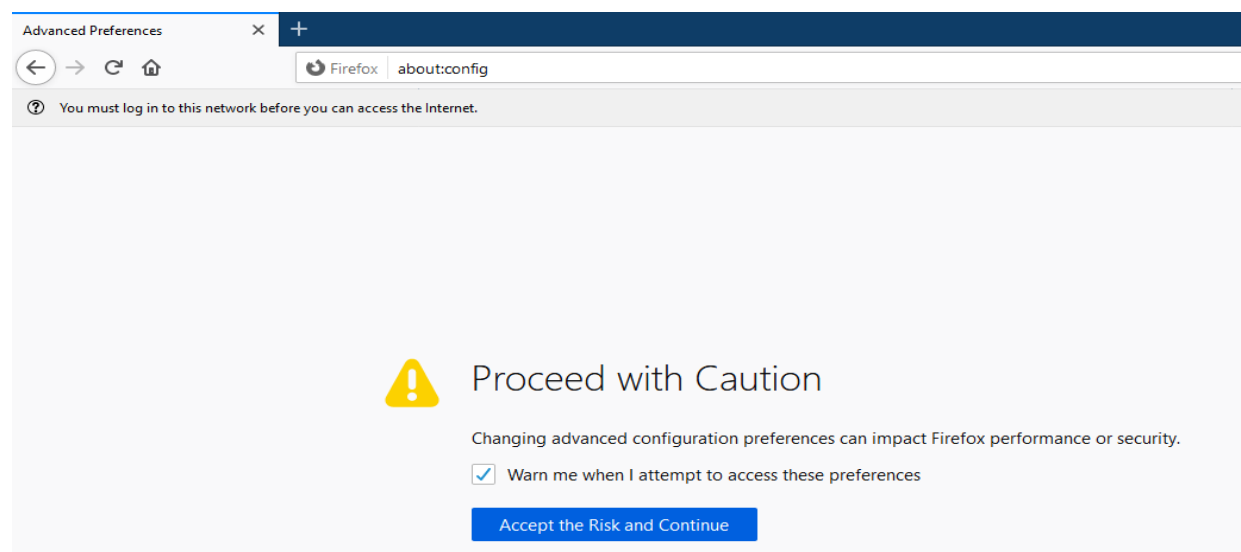 Advanced Preferences
Firefox about:config
You must log in to this network before you can access the Internet.
Proceed with Caution
Changing advanced configuration preferences can impact Firefox performance or security.
Warn me when I attempt to access these preferences
Accept the Risk and Continue